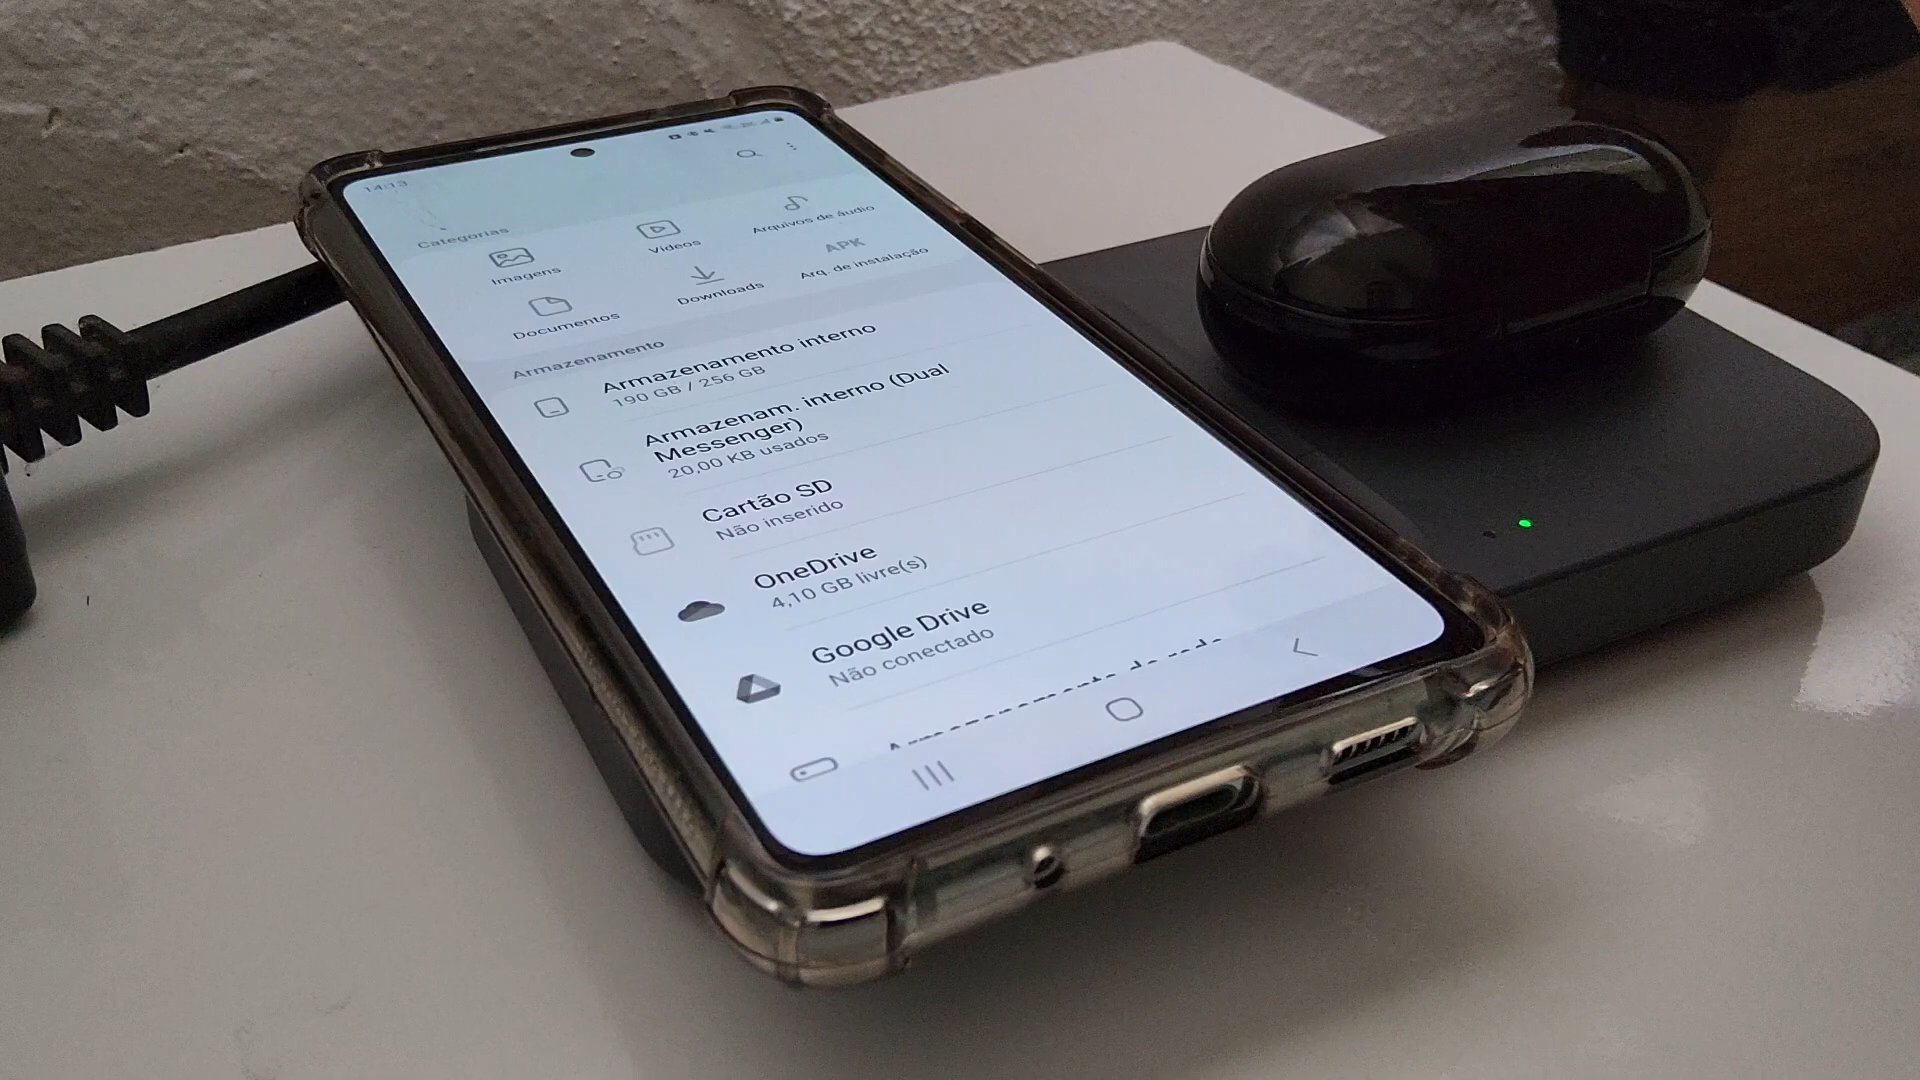 14:13
Categorias
Imagens
Vídeos
Arquivos de áudio
Documentos
Downloads
APK
Arq. de instalação
Armazenamento
Armazenamento interno
190 GB / 256 GB
Armazenam. interno (Dual
Messenger)
20,00 KB usados
Cartão SD
Não inserido
OneDrive
4,10 GB livre(s)
Google Drive
Não conectado